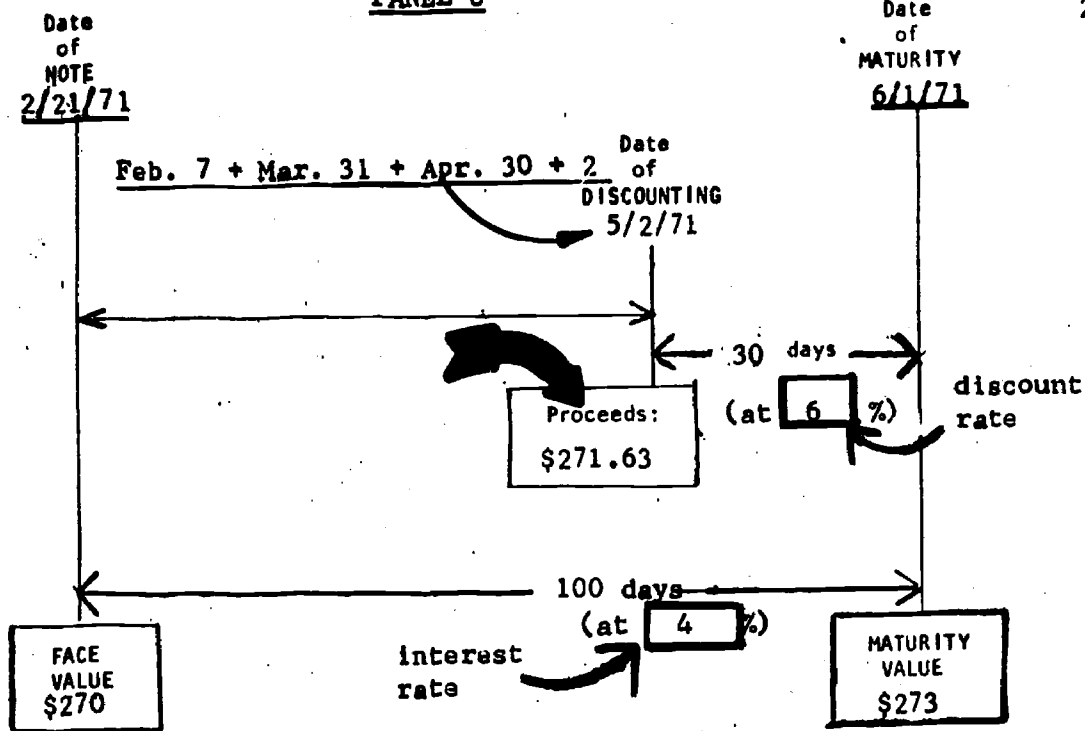 Date
of
NOTE
2/21/71
Date
of
MATURITY
6/1/71
Feb. 7 + Mar. 31 + Apr. 30 + 2
Date
of
DISCOUNTING
5/2/71
30 days
(at 6 %)
discount
rate
Proceeds:
$271.63
100 days
(at 4 %)
interest
rate
FACE
VALUE
$270
MATURITY
VALUE
$273